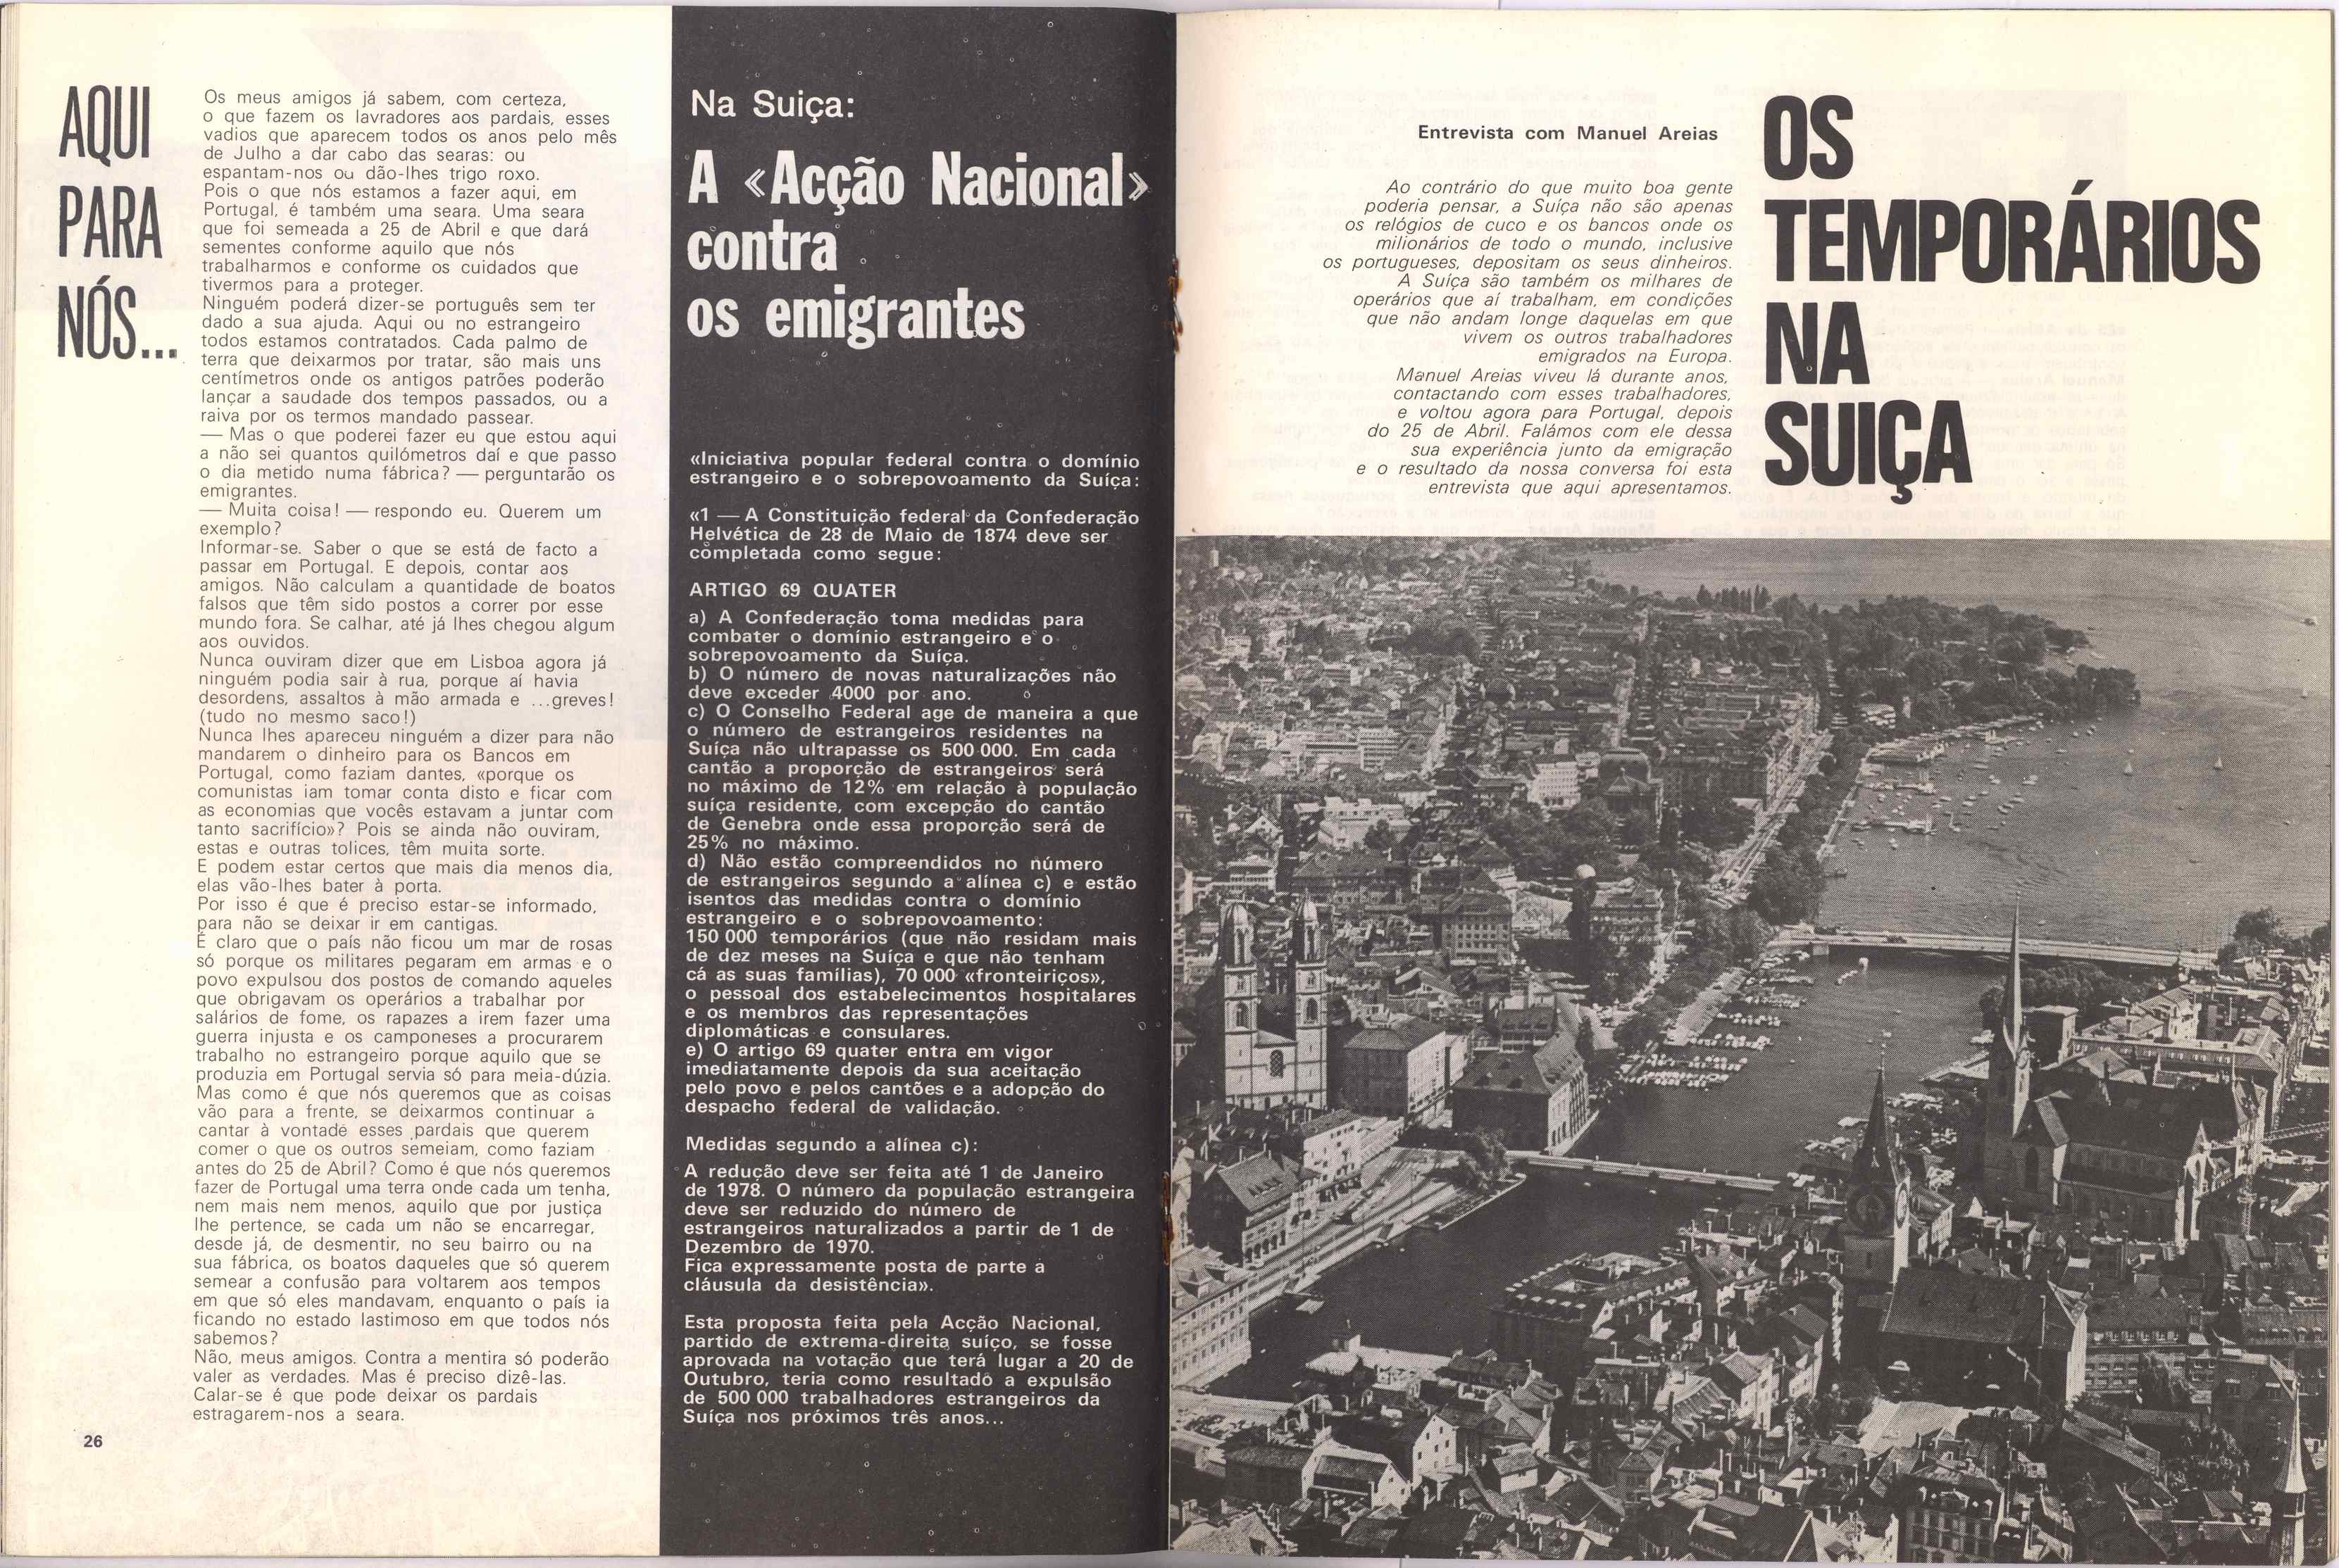 AQUI
PARA
NÓS...
Os meus amigos já sabem, com certeza,
o que fazem os lavradores aos pardais, esses
vadios que aparecem todos os anos pelo mês
de Julho a dar cabo das searas: ou
espantam-nos ou dão-lhes trigo roxo.
Pois o que nós estamos a fazer aqui, em
Portugal, é também uma seara. Uma seara
que foi semeada a 25 de Abril e que dará
sementes conforme aquilo que nós
trabalharmos e conforme os cuidados que
tivermos para a proteger.
Ninguém poderá dizer-se português sem ter
dado a sua ajuda. Aqui ou no estrangeiro
todos estamos contratados. Cada palmo de
terra que deixarmos por tratar, são mais uns
centímetros onde os antigos patrões poderão
lançar a saudade dos tempos passados, ou a
raiva por os termos mandado passear.
— Mas o que poderei fazer eu que estou aqui
a não sei quantos quilómetros daí e que passo
o dia metido numa fábrica? — perguntarão os
emigrantes.
— Muita coisa! — respondo eu. Querem um
exemplo?
Informar-se. Saber o que se está de facto a
passar em Portugal. E depois, contar aos
amigos. Não calculam a quantidade de boatos
falsos que têm sido postos a correr por esse
mundo fora. Se calhar, até já lhes chegou algum
aos ouvidos.
Nunca ouviram dizer que em Lisboa agora já
ninguém podia sair à rua, porque aí havia
desordens, assaltos à mão armada e ...greves!
(tudo no mesmo saco!)
Nunca lhes apareceu ninguém a dizer para não
mandarem o dinheiro para os Bancos em
Portugal, como faziam dantes, «porque os
comunistas iam tomar conta disto e ficar com
as economias que vocês estavam a juntar com
tanto sacrifício»? Pois se ainda não ouviram,
estas e outras tolices, têm muita sorte.
E podem estar certos que mais dia menos dia,
elas vão-lhes bater à porta.
Por isso é que é preciso estar-se informado,
para não se deixar ir em cantigas.
É claro que o país não ficou um mar de rosas
só porque os militares pegaram em armas e o
povo expulsou dos postos de comando aqueles
que obrigavam os operários a trabalhar por
salários de fome, os rapazes a irem fazer uma
guerra injusta e os camponeses a procurarem
trabalho no estrangeiro porque aquilo que se
produzia em Portugal servia só para meia-dúzia.
Mas como é que nós queremos que as coisas
vão para a frente, se deixarmos continuar a
cantar à vontade esses pardais que querem
comer o que os outros semeiam, como faziam
antes do 25 de Abril? Como é que nós queremos
fazer de Portugal uma terra onde cada um tenha,
nem mais nem menos, aquilo que por justiça
lhe pertence, se cada um não se encarregar,
desde já, de desmentir, no seu bairro ou na
sua fábrica, os boatos daqueles que só querem
semear a confusão para voltarem aos tempos
em que só eles mandavam, enquanto o país ia
ficando no estado lastimoso em que todos nós
sabemos?
Não, meus amigos. Contra a mentira só poderão
valer as verdades. Mas é preciso dizê-las.
Calar-se é que pode deixar os pardais
estragarem-nos a seara.
26
Na Suiça:
A «Acção Nacional»
contra
os emigrantes
«Iniciativa popular federal contra o domínio
estrangeiro e o sobrepovoamento da Suíça:
«1 — A Constituição federal da Confederação
Helvética de 28 de Maio de 1874 deve ser
completada como segue:
ARTIGO 69 QUATER
a) A Confederação toma medidas para
combater o domínio estrangeiro e o
sobrepovoamento da Suíça.
b) O número de novas naturalizações não
deve exceder 4000 por ano.
c) O Conselho Federal age de maneira a que
o número de estrangeiros residentes na
Suíça não ultrapasse os 500 000. Em cada
cantão a proporção de estrangeiros será
no máximo de 12% em relação à população
suíça residente, com excepção do cantão
de Genebra onde essa proporção será de
25% no máximo.
d) Não estão compreendidos no número
de estrangeiros segundo a alínea c) e estão
isentos das medidas contra o domínio
estrangeiro e o sobrepovoamento:
150 000 temporários (que não residam mais
de dez meses na Suíça e que não tenham
cá as suas famílias), 70 000 «fronteiriços»,
o pessoal dos estabelecimentos hospitalares
e os membros das representações
diplomáticas e consulares.
e) O artigo 69 quater entra em vigor
imediatamente depois da sua aceitação
pelo povo e pelos cantões e a adopção do
despacho federal de validação.
Medidas segundo a alínea c):
A redução deve ser feita até 1 de Janeiro
de 1978. O número da população estrangeira
deve ser reduzido do número de
estrangeiros naturalizados a partir de 1 de
Dezembro de 1970.
Fica expressamente posta de parte a
cláusula da desistência».
Esta proposta feita pela Acção Nacional,
partido de extrema-direita suíço, se fosse
aprovada na votação que terá lugar a 20 de
Outubro, teria como resultado a expulsão
de 500 000 trabalhadores estrangeiros da
Suíça nos próximos três anos...
Entrevista com Manuel Areias
Ao contrário do que muito boa gente
poderia pensar, a Suíça não são apenas
os relógios de cuco e os bancos onde os
milionários de todo o mundo, inclusive
os portugueses, depositam os seus dinheiros.
A Suíça são também os milhares de
operários que aí trabalham, em condições
que não andam longe daquelas em que
vivem os outros trabalhadores
emigrados na Europa.
Manuel Areias viveu lá durante anos,
contactando com esses trabalhadores,
e voltou agora para Portugal, depois
do 25 de Abril. Falámos com ele dessa
sua experiência junto da emigração
e o resultado da nossa conversa foi esta
entrevista que aqui apresentamos.
OS
TEMPORÁRIOS
NA
SUIÇA